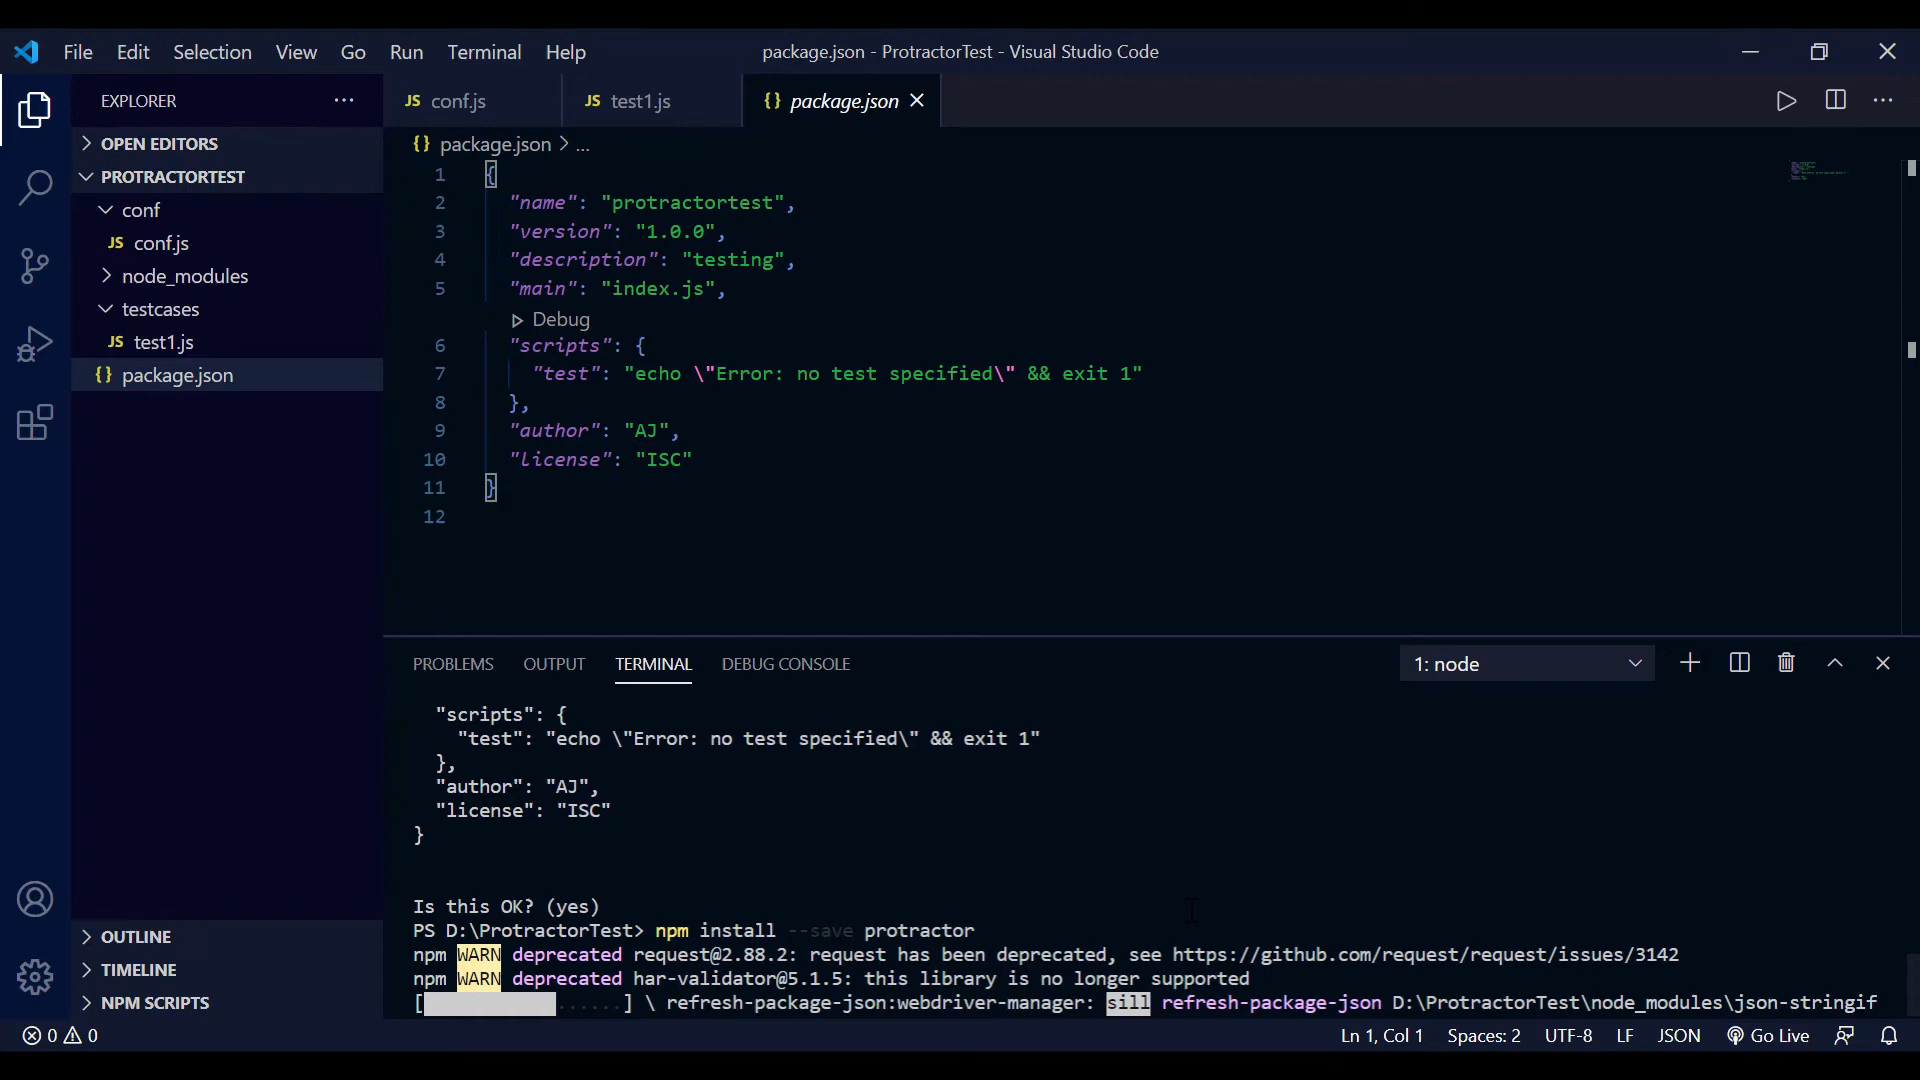 File Edit Selection View Go Run Terminal Help
package.json - ProtractorTest - Visual Studio Code
EXPLORER
OPEN EDITORS
PROTRACTORTEST
conf
JS conf.js
node_modules
testcases
JS test1.js
{} package.json
OUTLINE
TIMELINE
NPM SCRIPTS
JS conf.js
JS test1.js
{} package.json
{} package.json > ...
1 {
2 "name": "protractortest",
3 "version": "1.0.0",
4 "description": "testing",
5 "main": "index.js",
Debug
6 "scripts": {
7 "test": "echo \"Error: no test specified\" && exit 1"
8 },
9 "author": "AJ",
10 "license": "ISC"
11 }
12
PROBLEMS OUTPUT TERMINAL DEBUG CONSOLE
1: node
"scripts": {
"test": "echo \"Error: no test specified\" && exit 1"
},
"author": "AJ",
"license": "ISC"
}
Is this OK? (yes)
PS D:\ProtractorTest> npm install --save protractor
npm WARN deprecated request@2.88.2: request has been deprecated, see https://github.com/request/request/issues/3142
npm WARN deprecated har-validator@5.1.5: this library is no longer supported
[ ......] \ refresh-package-json:webdriver-manager: sill refresh-package-json D:\ProtractorTest\node_modules\json-stringif
0 0
Ln 1, Col 1 Spaces: 2 UTF-8 LF JSON Go Live